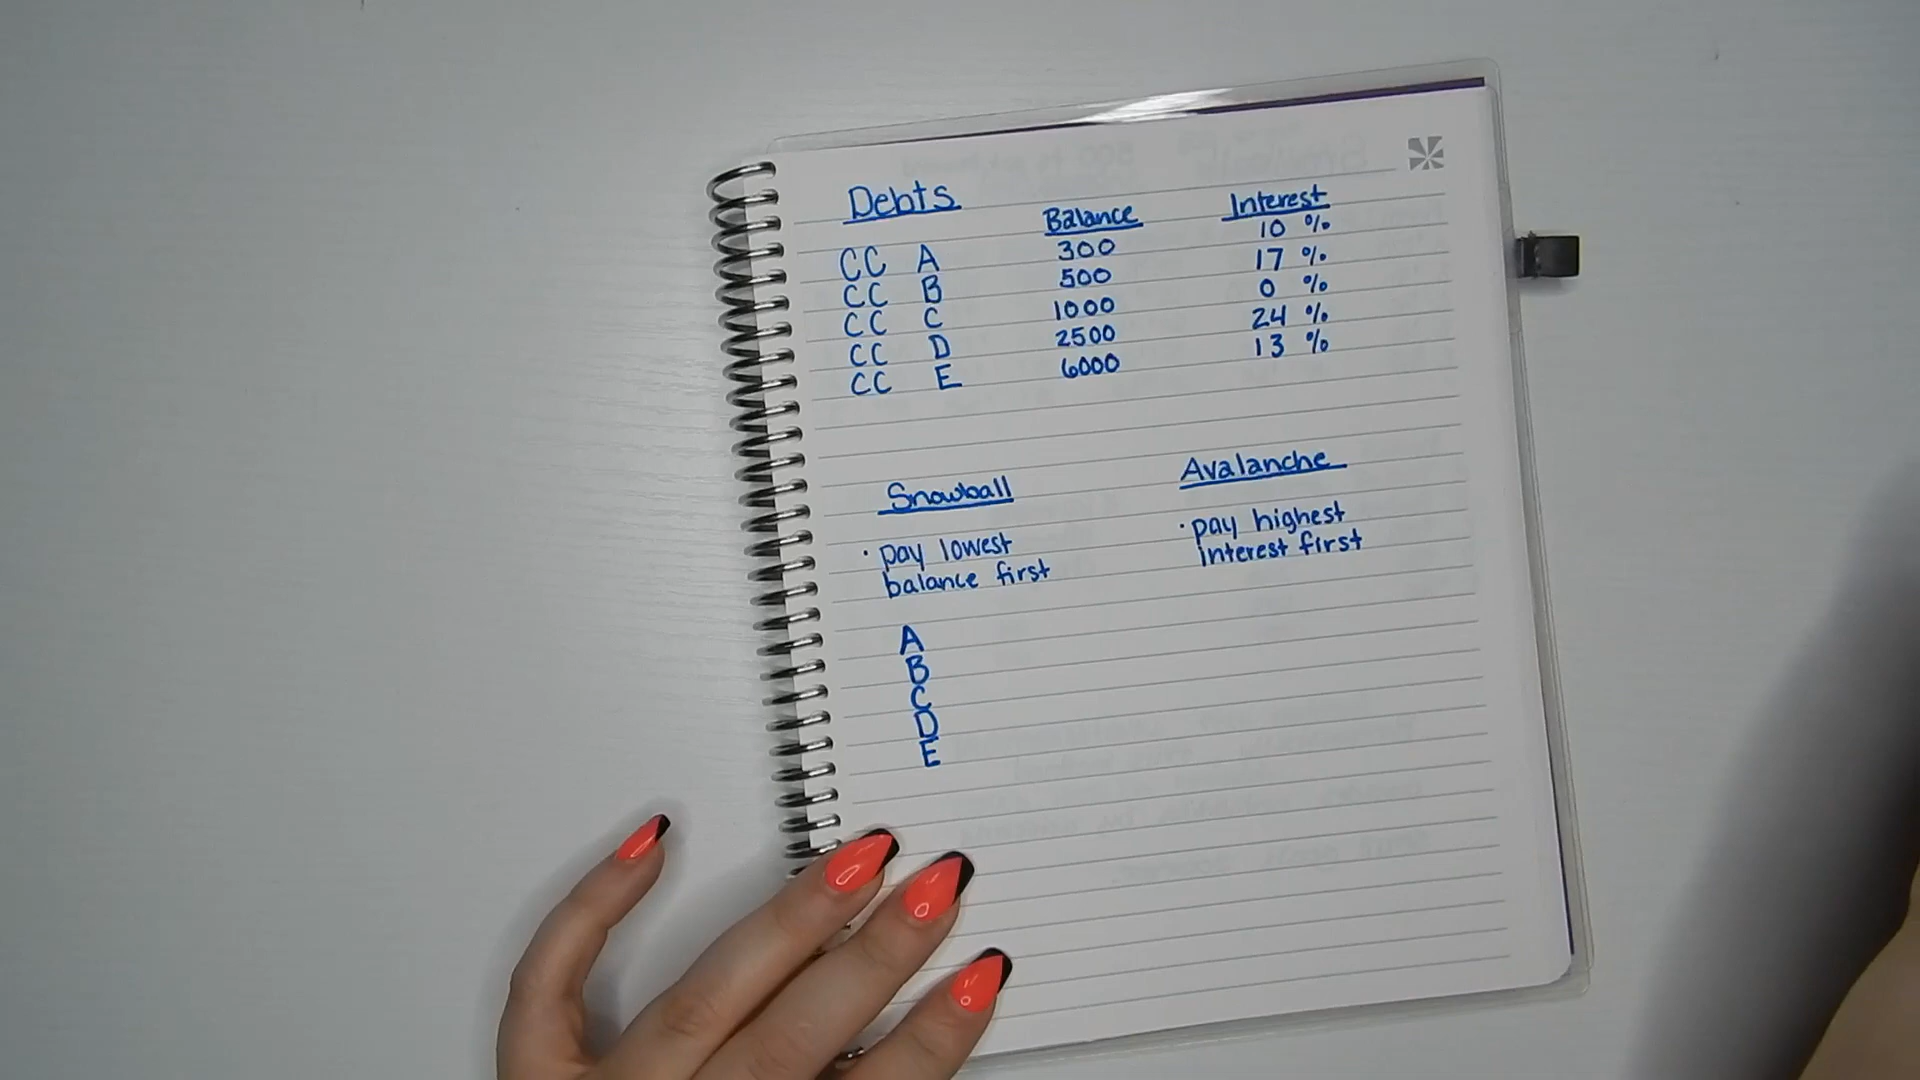 Debts Balance Interest
CC A 300 10 %
CC B 500 17 %
CC C 1000 0 %
CC D 2500 24 %
CC E 6000 13 %
Snowball
· pay lowest
balance first
A
B
C
D
E
Avalanche
· pay highest
interest first